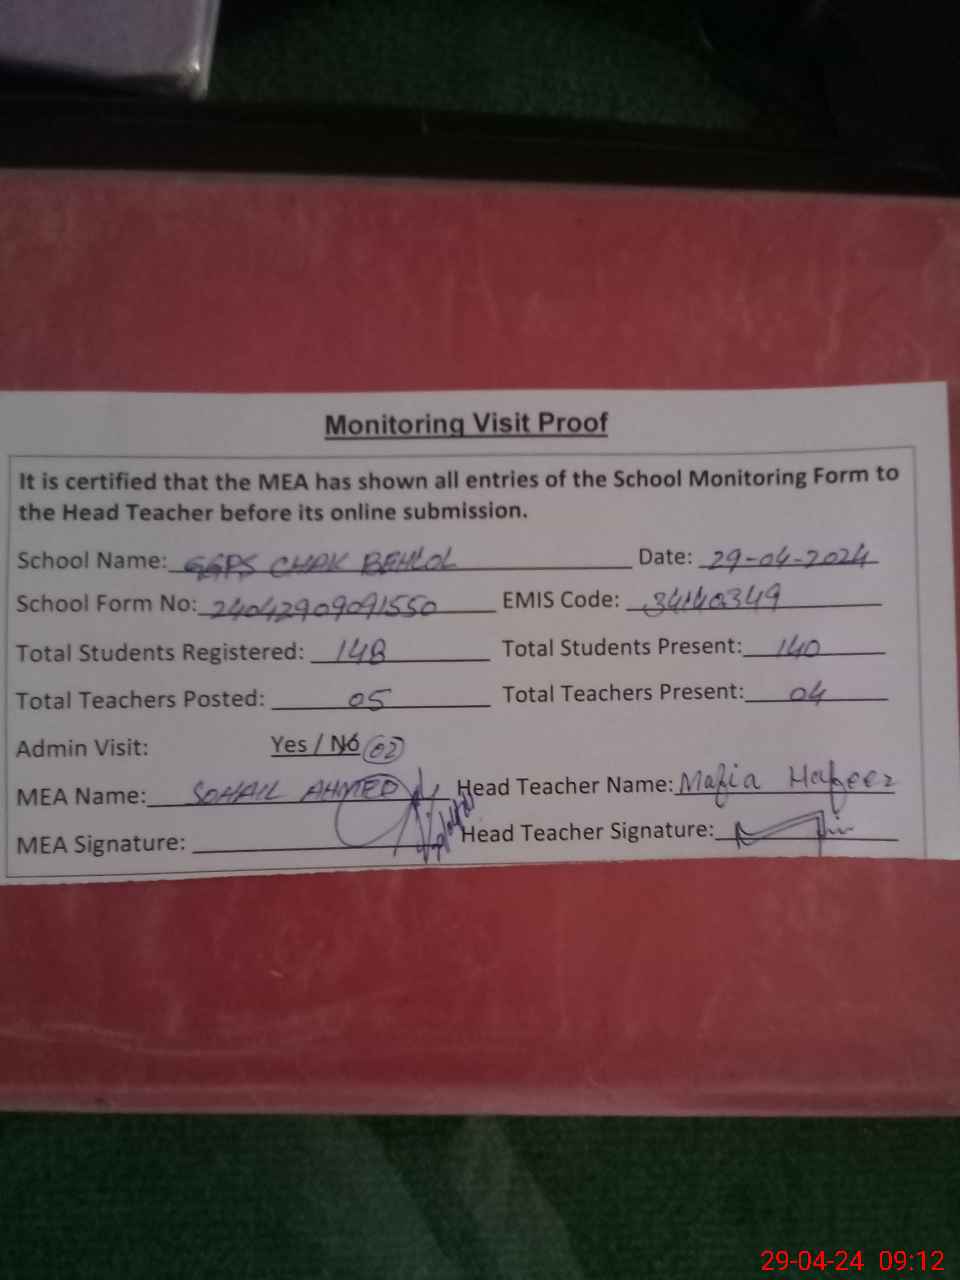 Monitoring Visit Proof
It is certified that the MEA has shown all entries of the School Monitoring Form to
the Head Teacher before its online submission.
School Name: GGPS CHAK BEHLOL Date: 29-04-2024
School Form No: 24042909091550 EMIS Code: 34140349
Total Students Registered: 148 Total Students Present: 140
Total Teachers Posted: 05 Total Teachers Present: 04
Admin Visit: Yes / No 02
MEA Name: SOHAIL AHMED Head Teacher Name: Mafia Hafeez
MEA Signature: Head Teacher Signature:
29-04-24 09:12